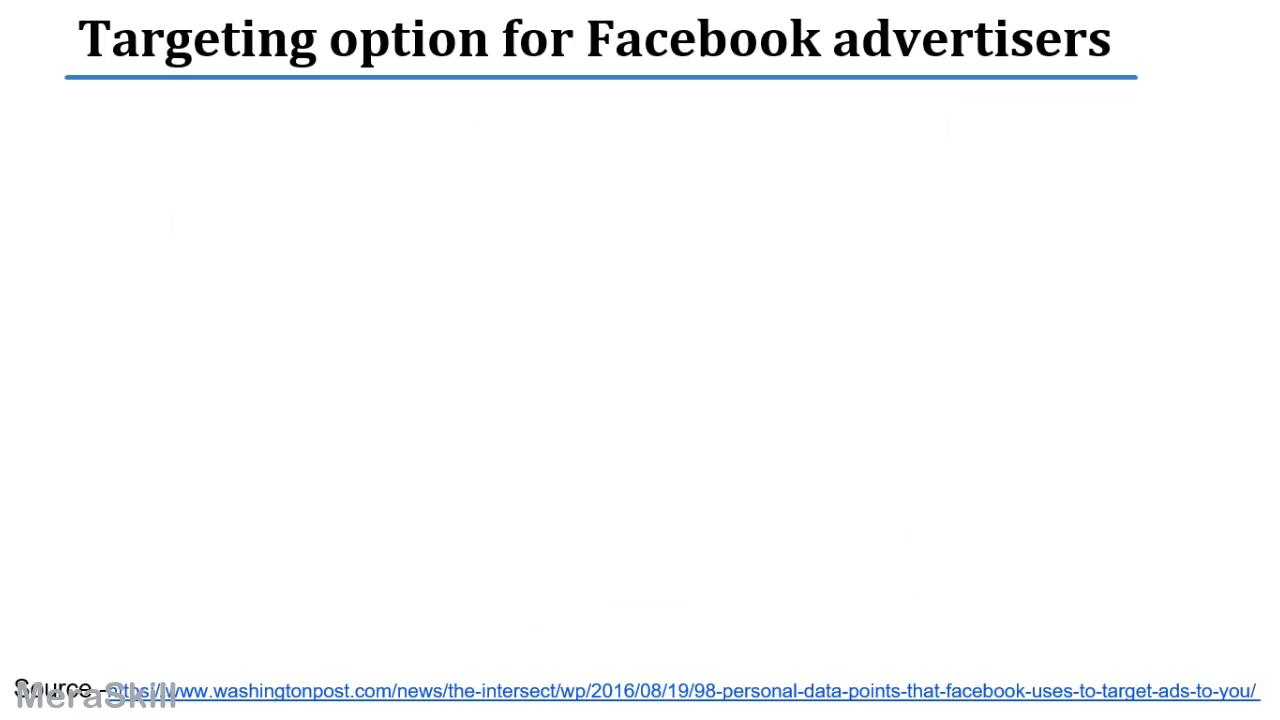 Targeting option for Facebook advertisers
Source -https://www.washingtonpost.com/news/the-intersect/wp/2016/08/19/98-personal-data-points-that-facebook-uses-to-target-ads-to-you/
MeraSkill